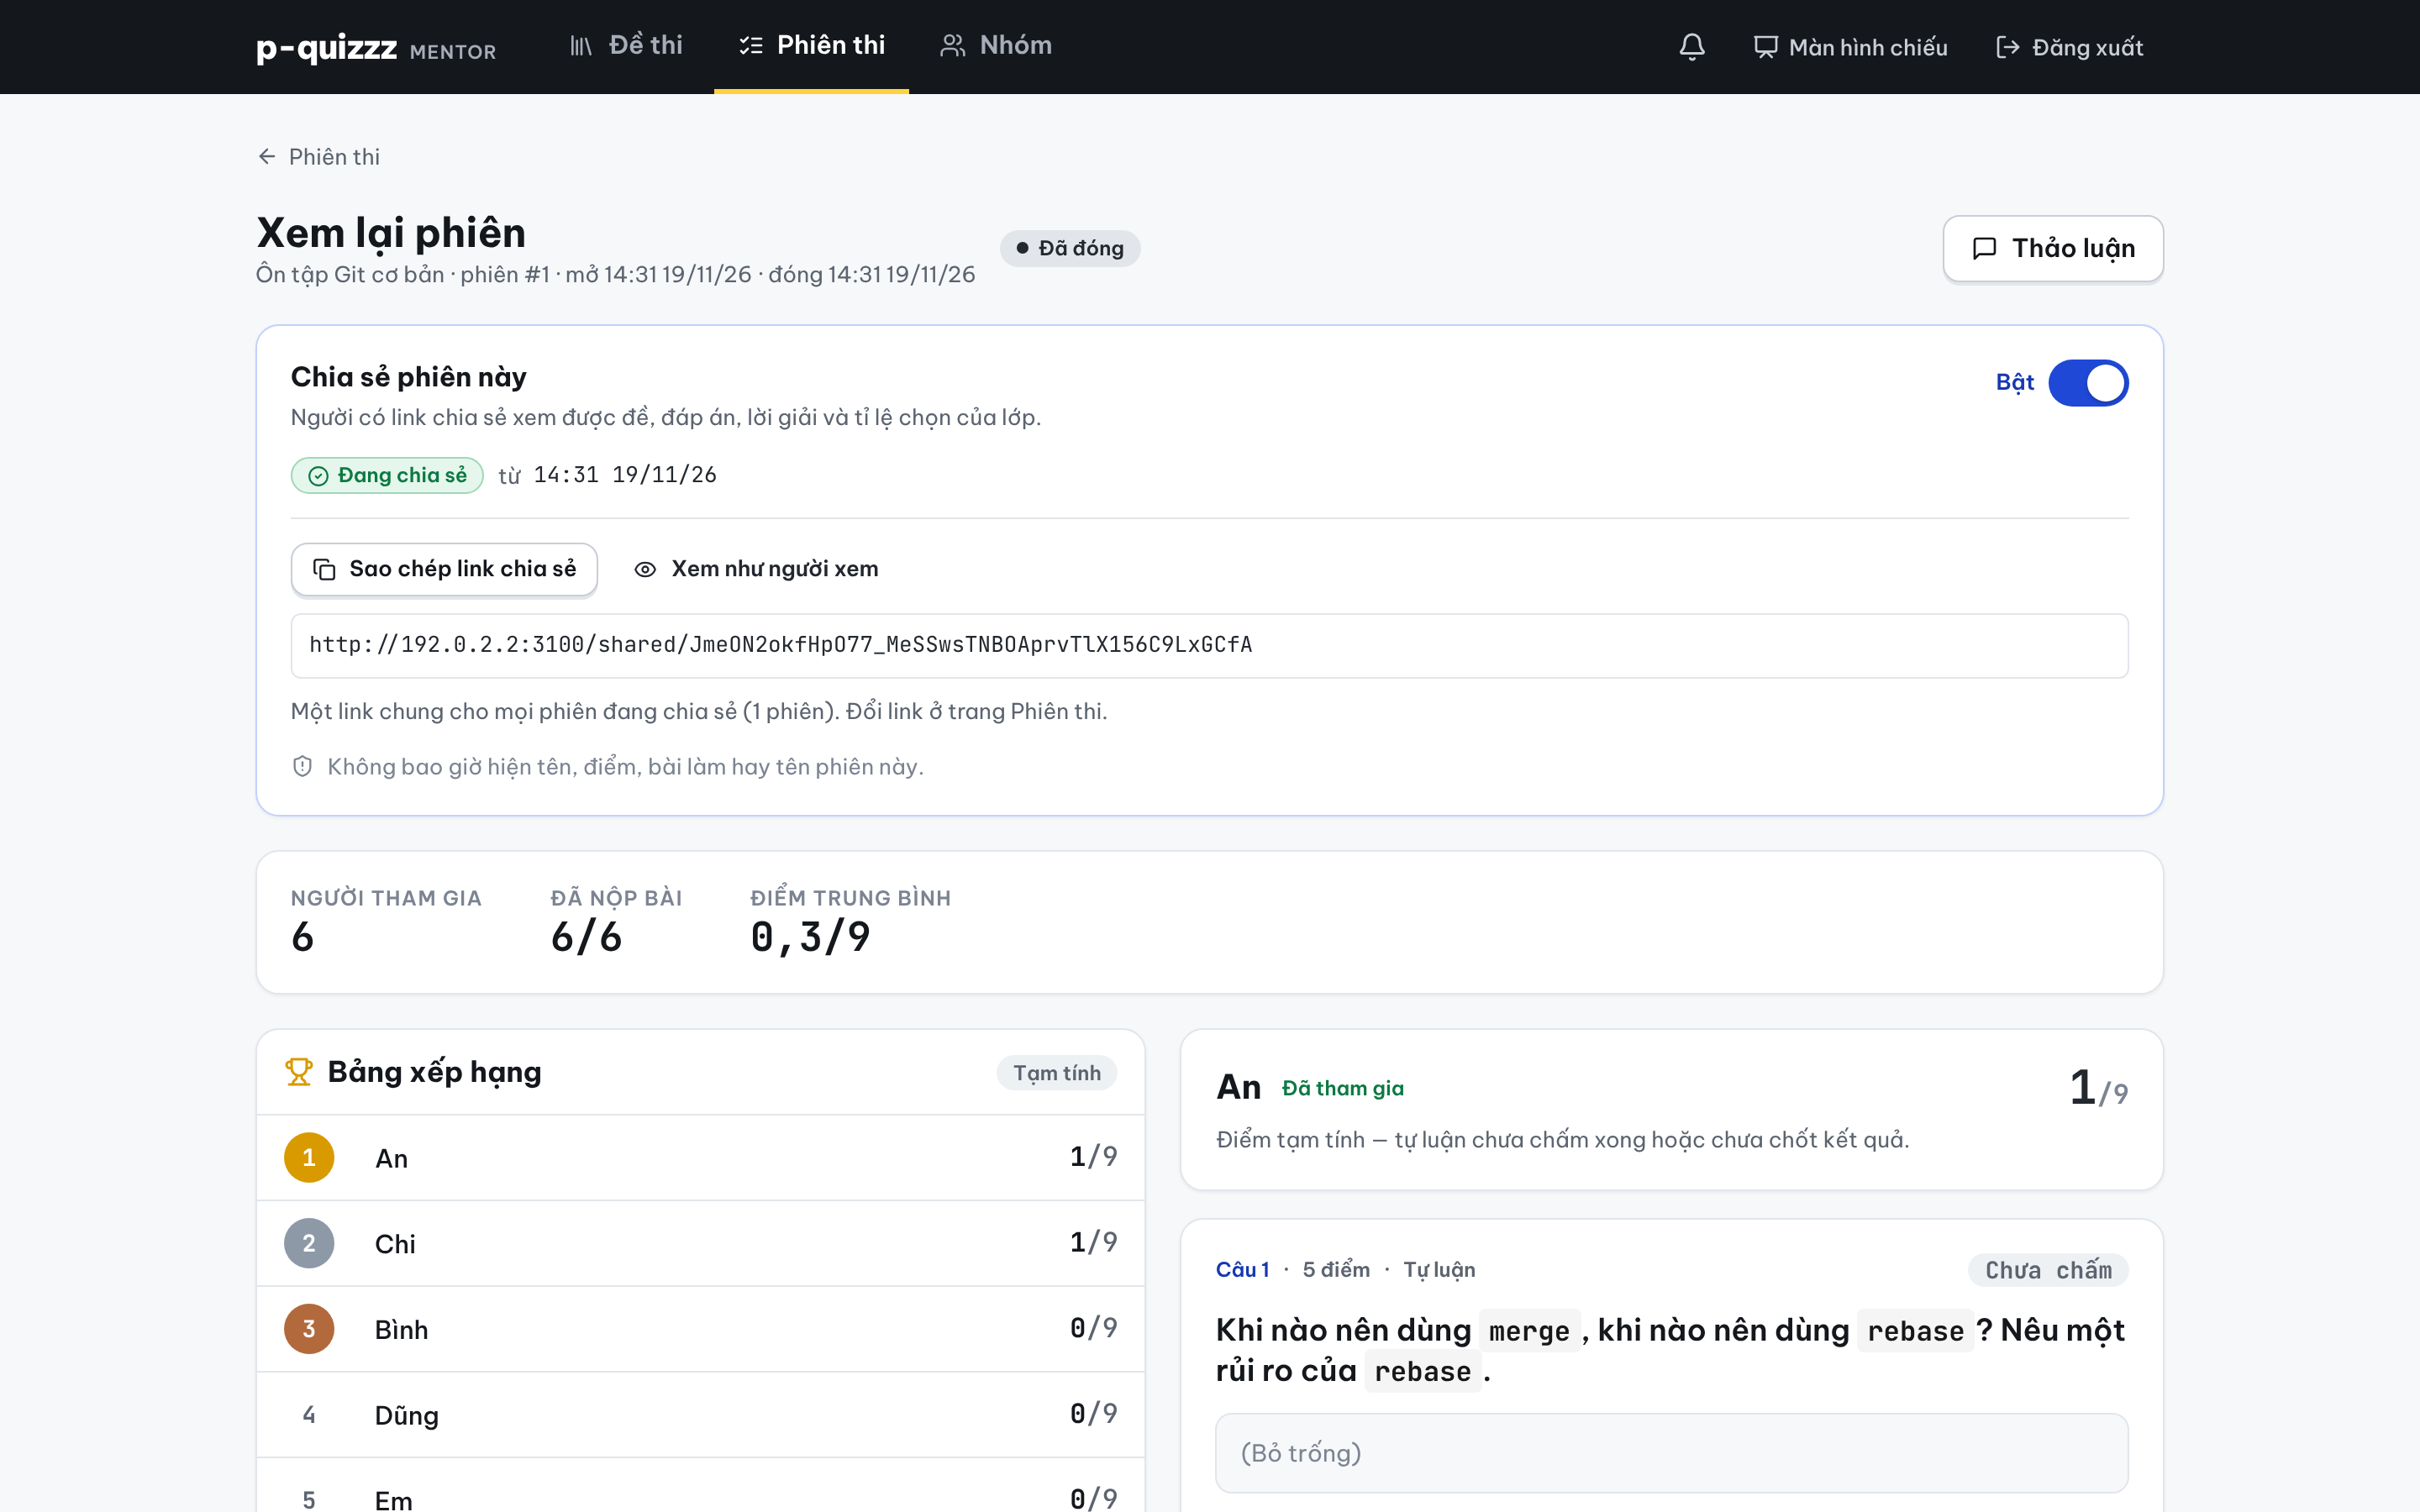 p-quizzz MENTOR
Đề thi
Phiên thi
Nhóm
Màn hình chiếu
Đăng xuất
Phiên thi
Xem lại phiên
Ôn tập Git cơ bản · phiên #1 · mở 14:31 19/11/26 · đóng 14:31 19/11/26
Đã đóng
Thảo luận
Chia sẻ phiên này
Bật
Người có link chia sẻ xem được đề, đáp án, lời giải và tỉ lệ chọn của lớp.
Đang chia sẻ từ 14:31 19/11/26
Sao chép link chia sẻ
Xem như người xem
http://192.0.2.2:3100/shared/JmeON2okfHpO77_MeSSwsTNBOAprvTlX156C9LxGCfA
Một link chung cho mọi phiên đang chia sẻ (1 phiên). Đổi link ở trang Phiên thi.
Không bao giờ hiện tên, điểm, bài làm hay tên phiên này.
NGƯỜI THAM GIA
6
ĐÃ NỘP BÀI
6/6
ĐIỂM TRUNG BÌNH
0,3/9
Bảng xếp hạng
Tạm tính
1 An 1/9
2 Chi 1/9
3 Bình 0/9
4 Dũng 0/9
5 Em 0/9
An Đã tham gia 1/9
Điểm tạm tính — tự luận chưa chấm xong hoặc chưa chốt kết quả.
Câu 1 · 5 điểm · Tự luận
Chưa chấm
Khi nào nên dùng merge, khi nào nên dùng rebase? Nêu một
rủi ro của rebase.
(Bỏ trống)